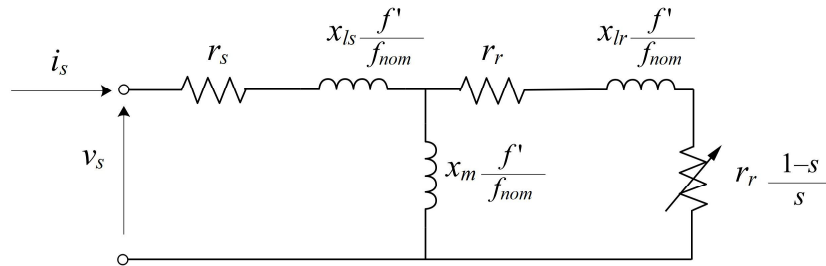 i_s
v_s
r_s
x_ls f' / f_nom
r_r
x_lr f' / f_nom
x_m f' / f_nom
r_r 1–s / s